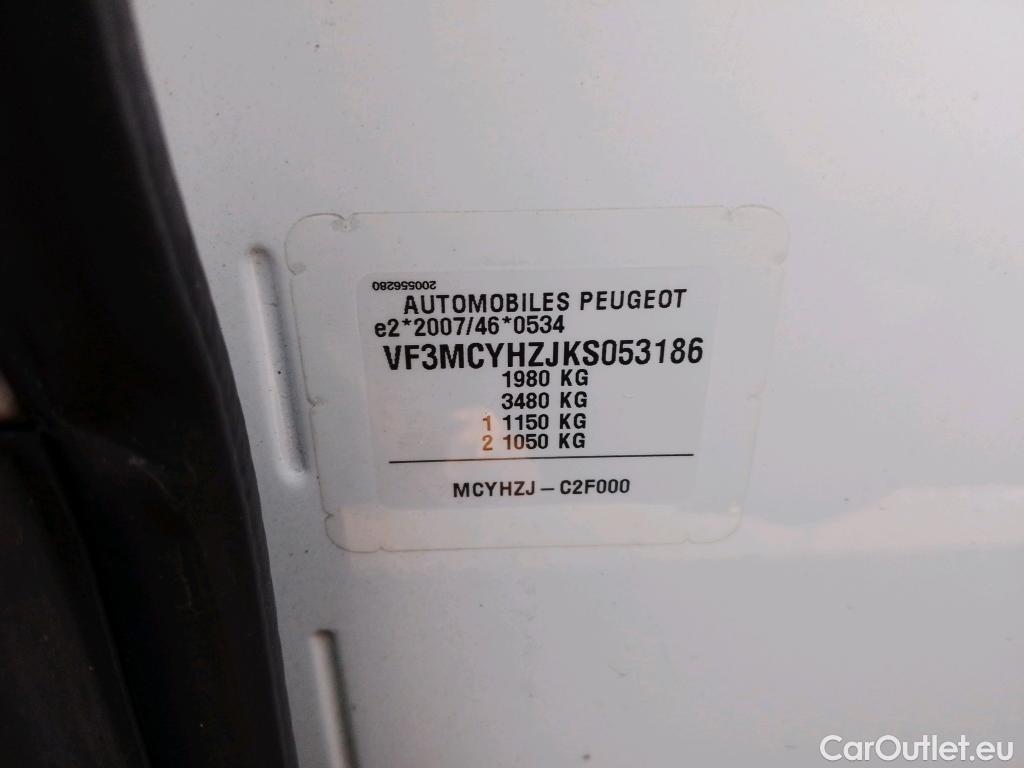 200556280
AUTOMOBILES PEUGEOT
e2*2007/46*0534
VF3MCYHZJKS053186
1980 KG
3480 KG
1 1150 KG
2 1050 KG
MCYHZJ – C2F000
CarOutlet.eu